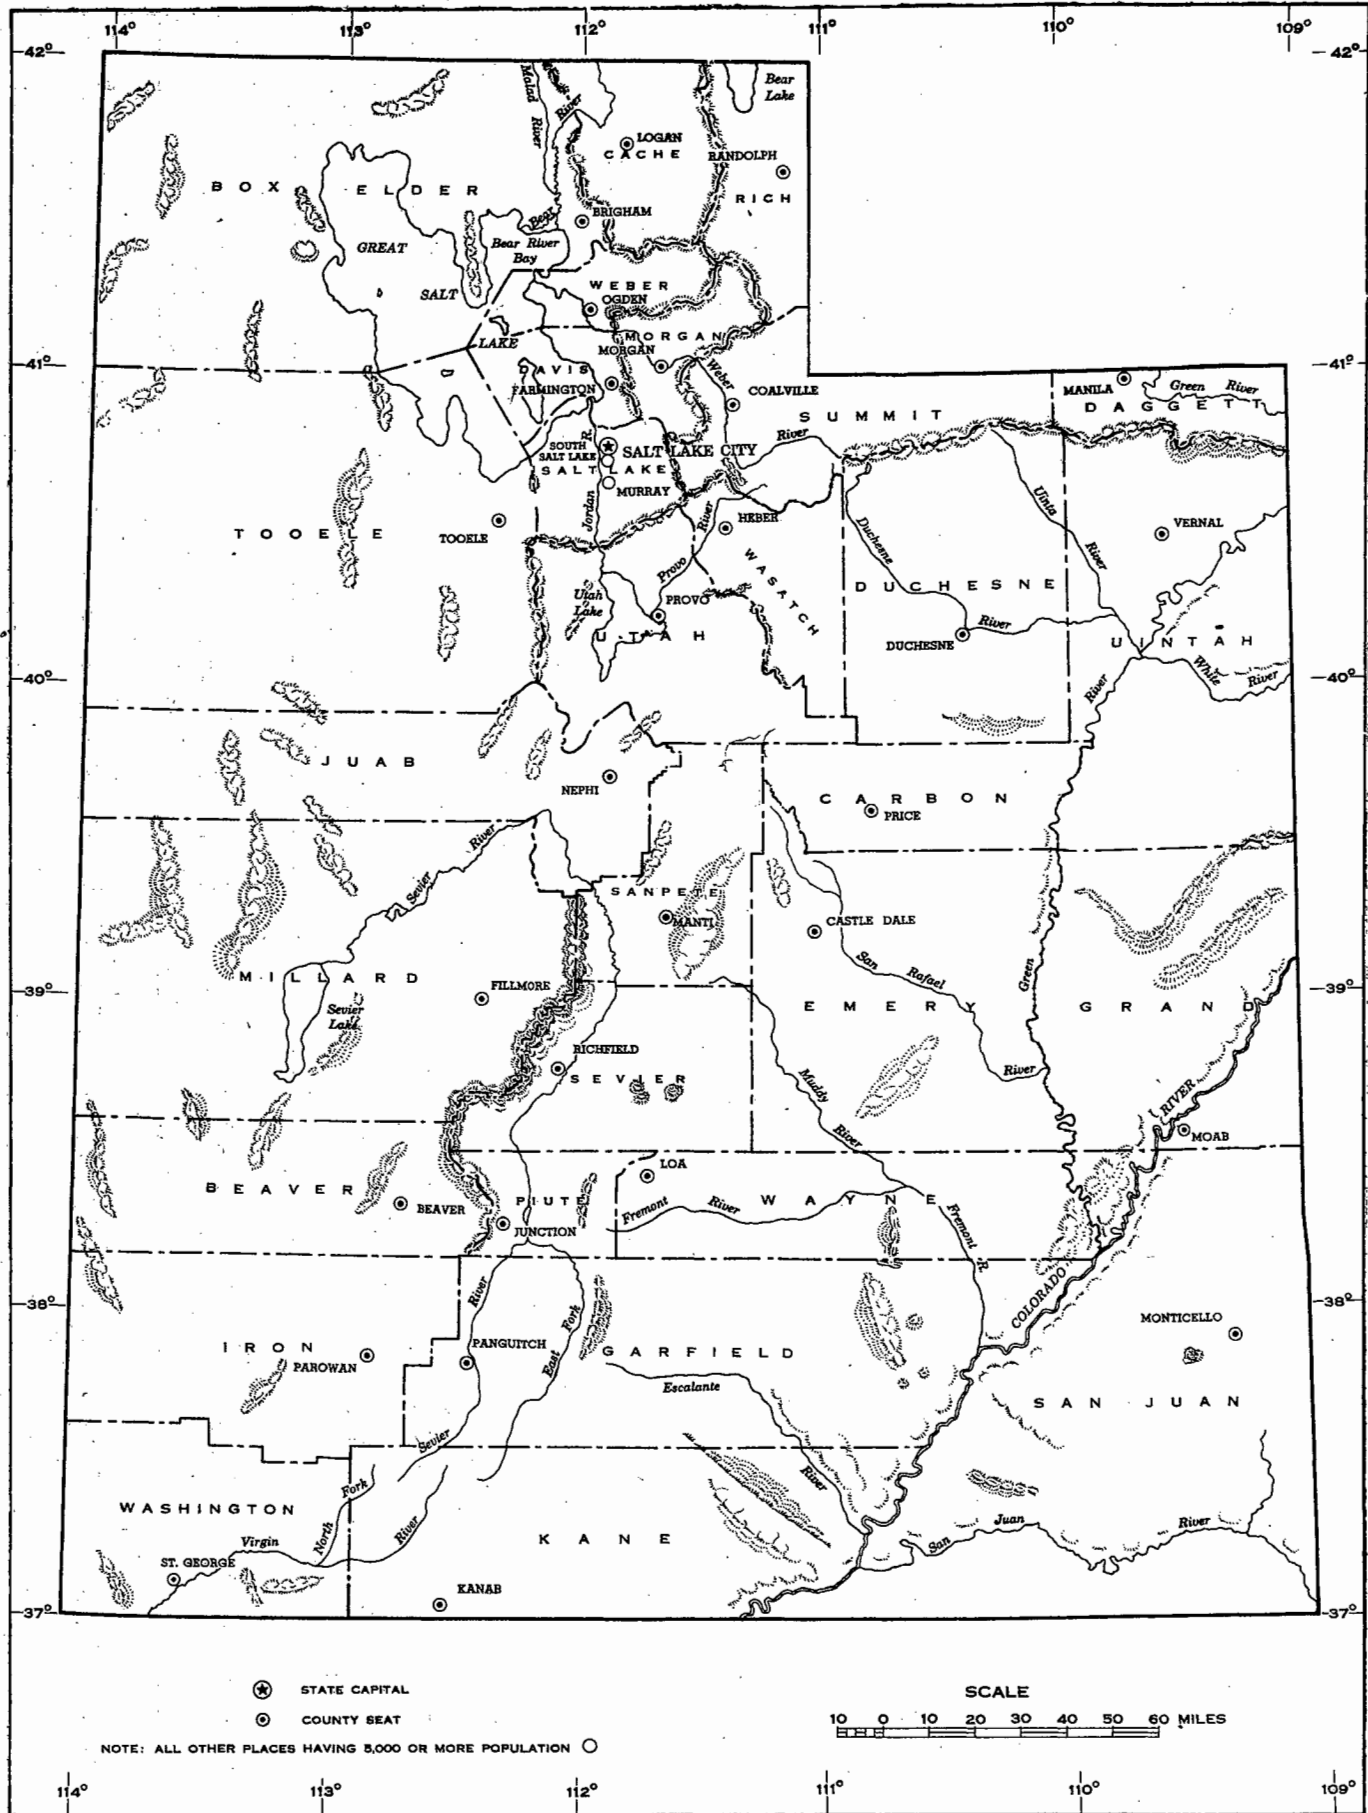 114°
113°
112°
111°
110°
109°
42°
42°
Malad River
River
Bear Lake
LOGAN
CACHE
RANDOLPH
RICH
BOX ELDER
BRIGHAM
Bear
Bear River Bay
GREAT
SALT
LAKE
WEBER
OGDEN
MORGAN
MORGAN
41°
41°
DAVIS
FARMINGTON
Weber
River
COALVILLE
SUMMIT
MANILA
Green River
DAGGETT
SOUTH SALT LAKE
R.
SALT LAKE CITY
SALT LAKE
MURRAY
Jordan
TOOELE
TOOELE
Provo
River
HEBER
WASATCH
Duchesne
River
Uinta
River
VERNAL
DUCHESNE
DUCHESNE
Utah Lake
PROVO
UTAH
UINTAH
White
River
River
40°
40°
JUAB
NEPHI
CARBON
PRICE
Sevier
River
SANPETE
MANTI
CASTLE DALE
San Rafael
River
Green
MILLARD
FILLMORE
39°
39°
Sevier Lake
EMERY
GRAND
RICHFIELD
SEVIER
Muddy
River
RIVER
MOAB
LOA
BEAVER
BEAVER
PIUTE
JUNCTION
Fremont
River
WAYNE
Fremont R.
COLORADO
38°
38°
River
East
Fork
MONTICELLO
IRON
PAROWAN
PANGUITCH
GARFIELD
Escalante
River
SAN JUAN
Sevier
WASHINGTON
North
Fork
River
Virgin
ST. GEORGE
KANE
KANAB
San
Juan
River
37°
37°
STATE CAPITAL
COUNTY SEAT
NOTE: ALL OTHER PLACES HAVING 5,000 OR MORE POPULATION
SCALE
10 0 10 20 30 40 50 60 MILES
114°
113°
112°
111°
110°
109°